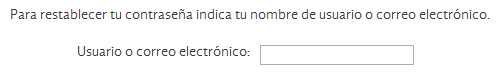 Para restablecer tu contraseña indica tu nombre de usuario o correo electrónico.
Usuario o correo electrónico: